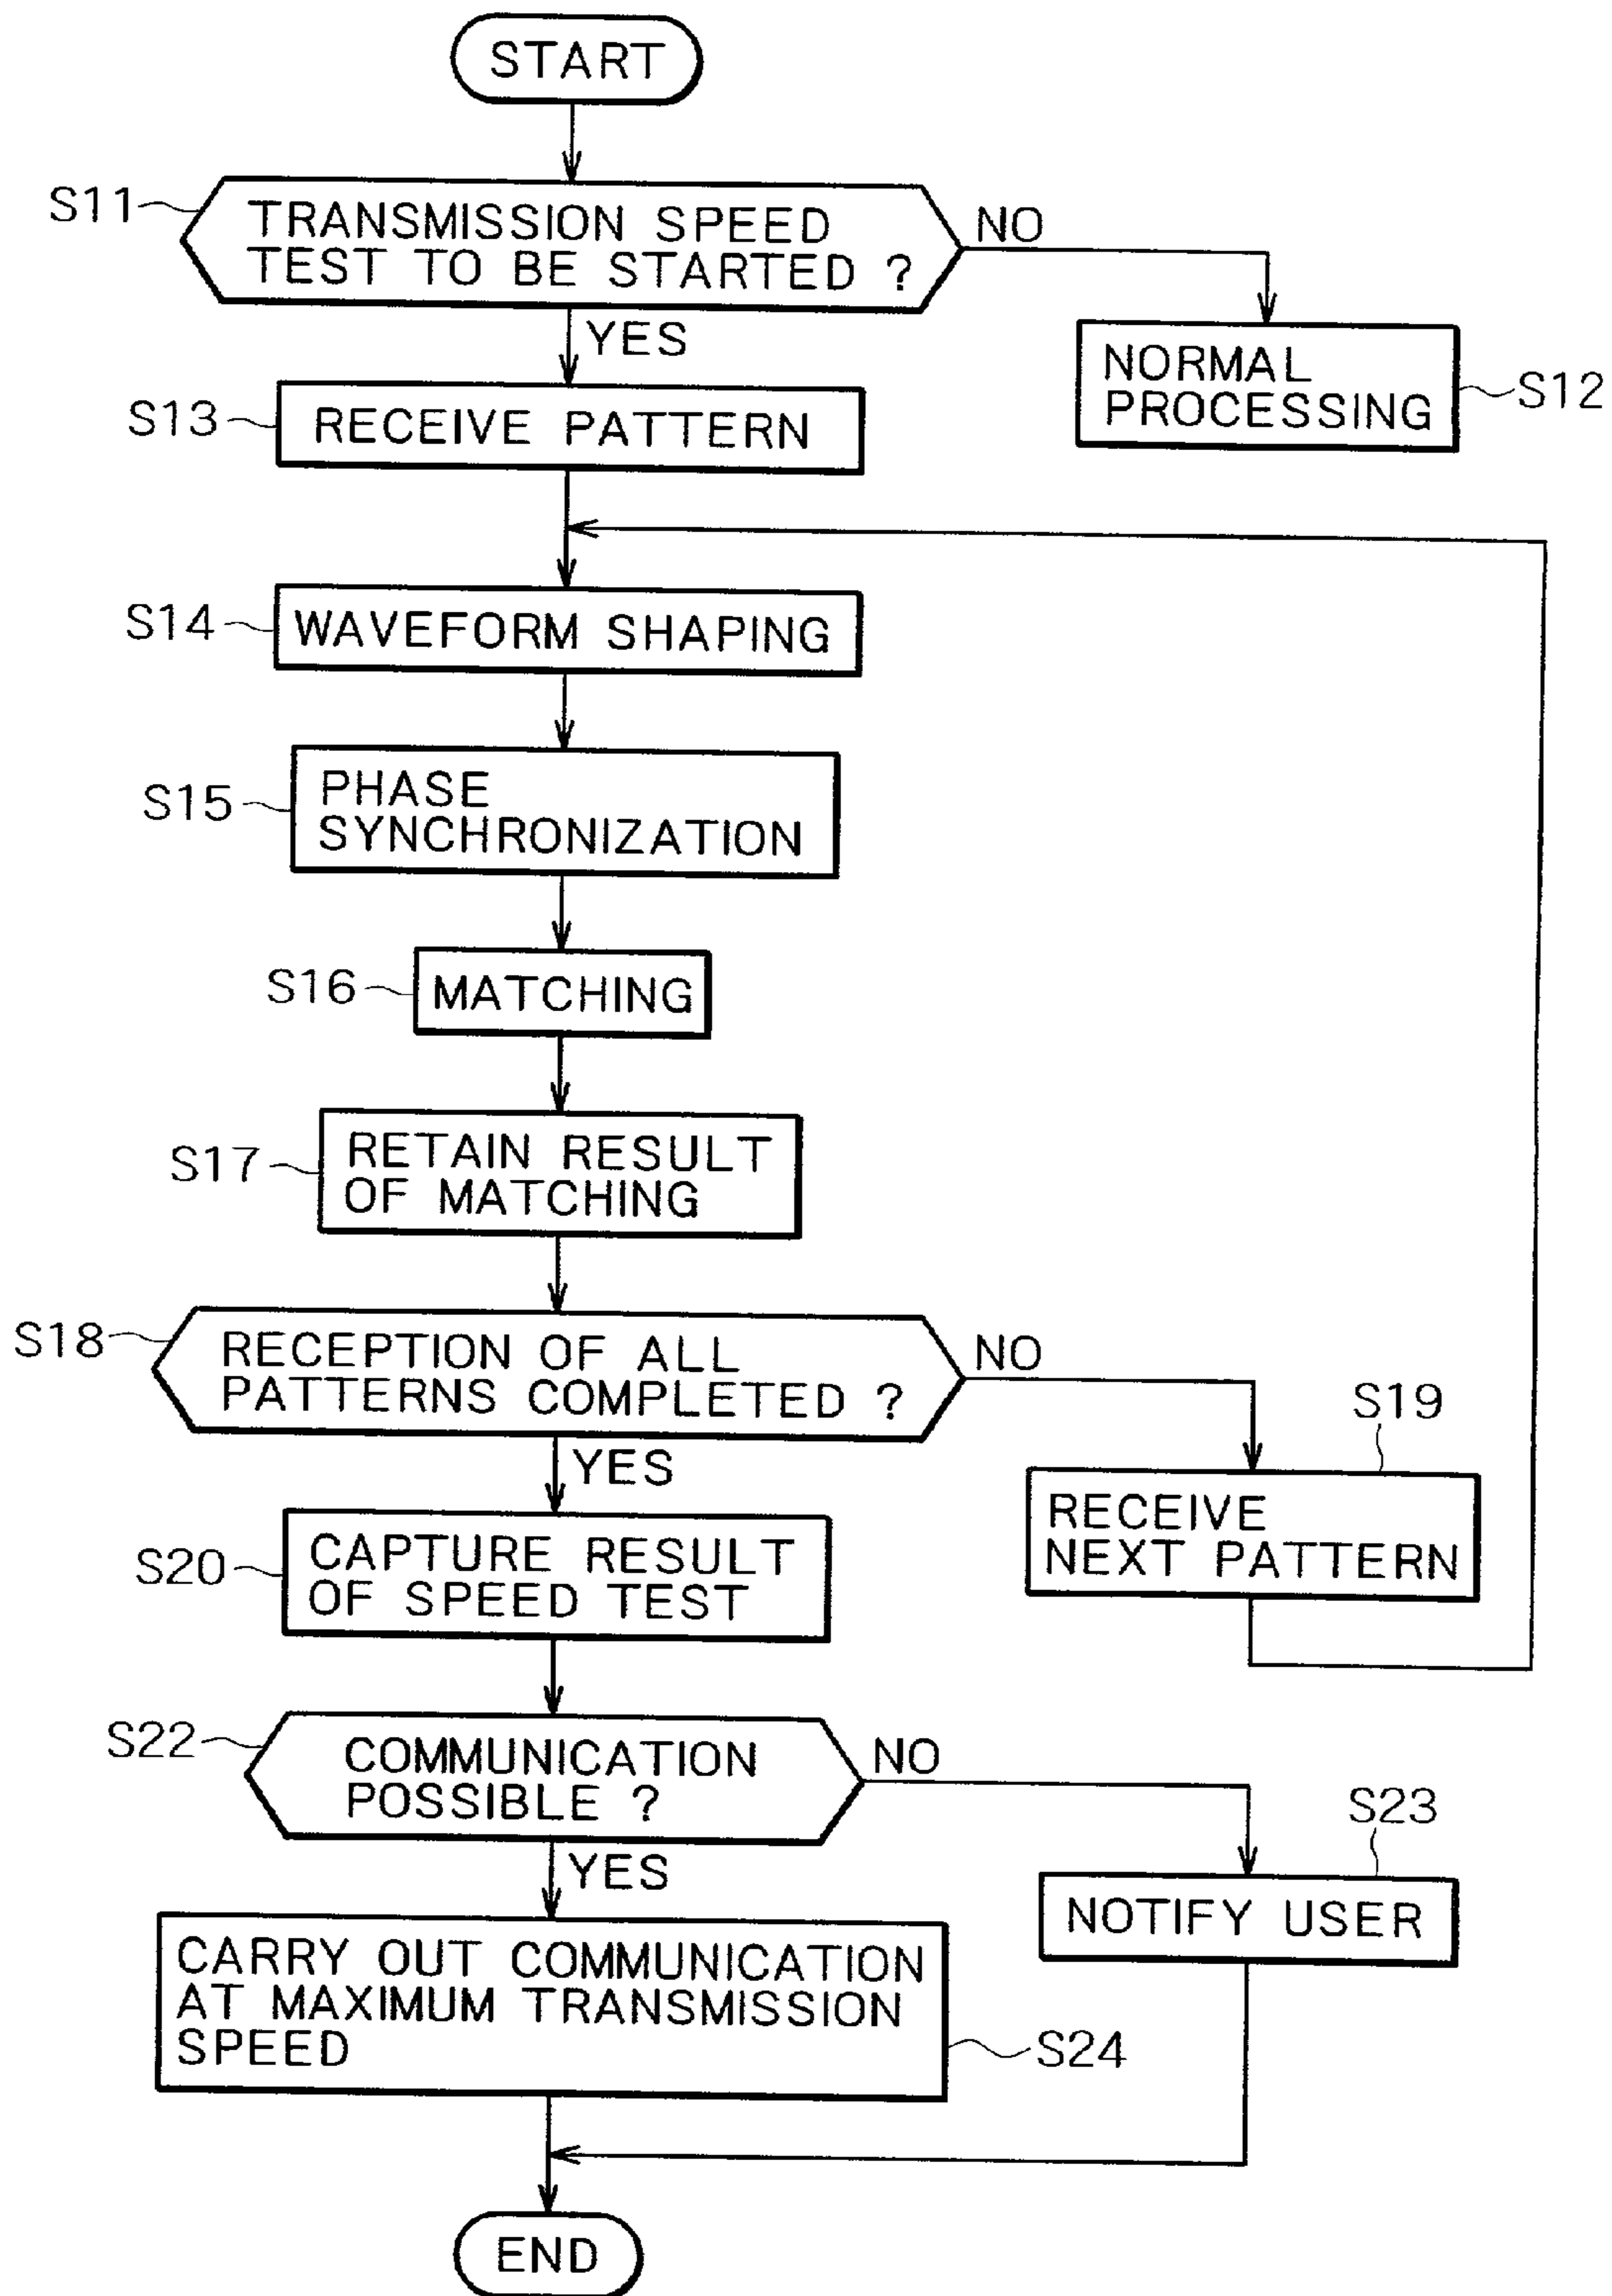 START
S11
TRANSMISSION SPEED
TEST TO BE STARTED ?
NO
YES
NORMAL
PROCESSING
S12
S13
RECEIVE PATTERN
S14
WAVEFORM SHAPING
S15
PHASE
SYNCHRONIZATION
S16
MATCHING
S17
RETAIN RESULT
OF MATCHING
S18
RECEPTION OF ALL
PATTERNS COMPLETED ?
NO
YES
S19
RECEIVE
NEXT PATTERN
S20
CAPTURE RESULT
OF SPEED TEST
S22
COMMUNICATION
POSSIBLE ?
NO
YES
S23
NOTIFY USER
CARRY OUT COMMUNICATION
AT MAXIMUM TRANSMISSION
SPEED
S24
END